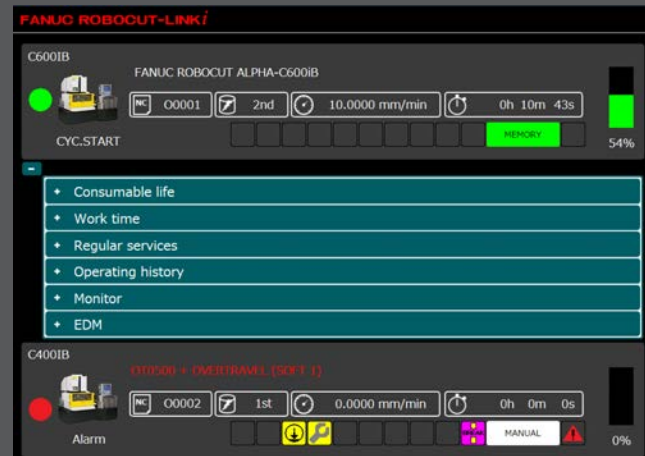 FANUC ROBOCUT-LINKi
C600IB
FANUC ROBOCUT ALPHA-C600iB
NC O0001 2nd 10.0000 mm/min 0h 10m 43s
CYC.START MEMORY 54%
-
+ Consumable life
+ Work time
+ Regular services
+ Operating history
+ Monitor
+ EDM
C400IB
OT0500 + OVERTRAVEL (SOFT 1)
NC O0002 1st 0.0000 mm/min 0h 0m 0s
Alarm MANUAL 0%